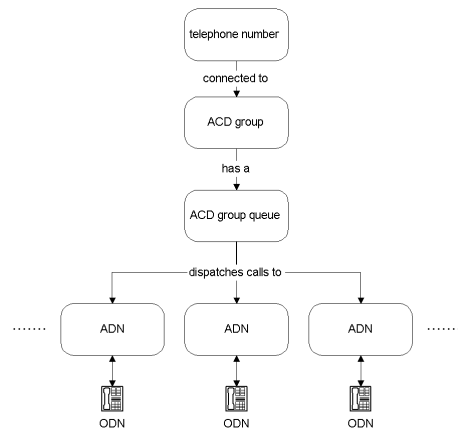 telephone number
connected to
ACD group
has a
ACD group queue
dispatches calls to
....... ADN ADN ADN ......
ODN ODN ODN